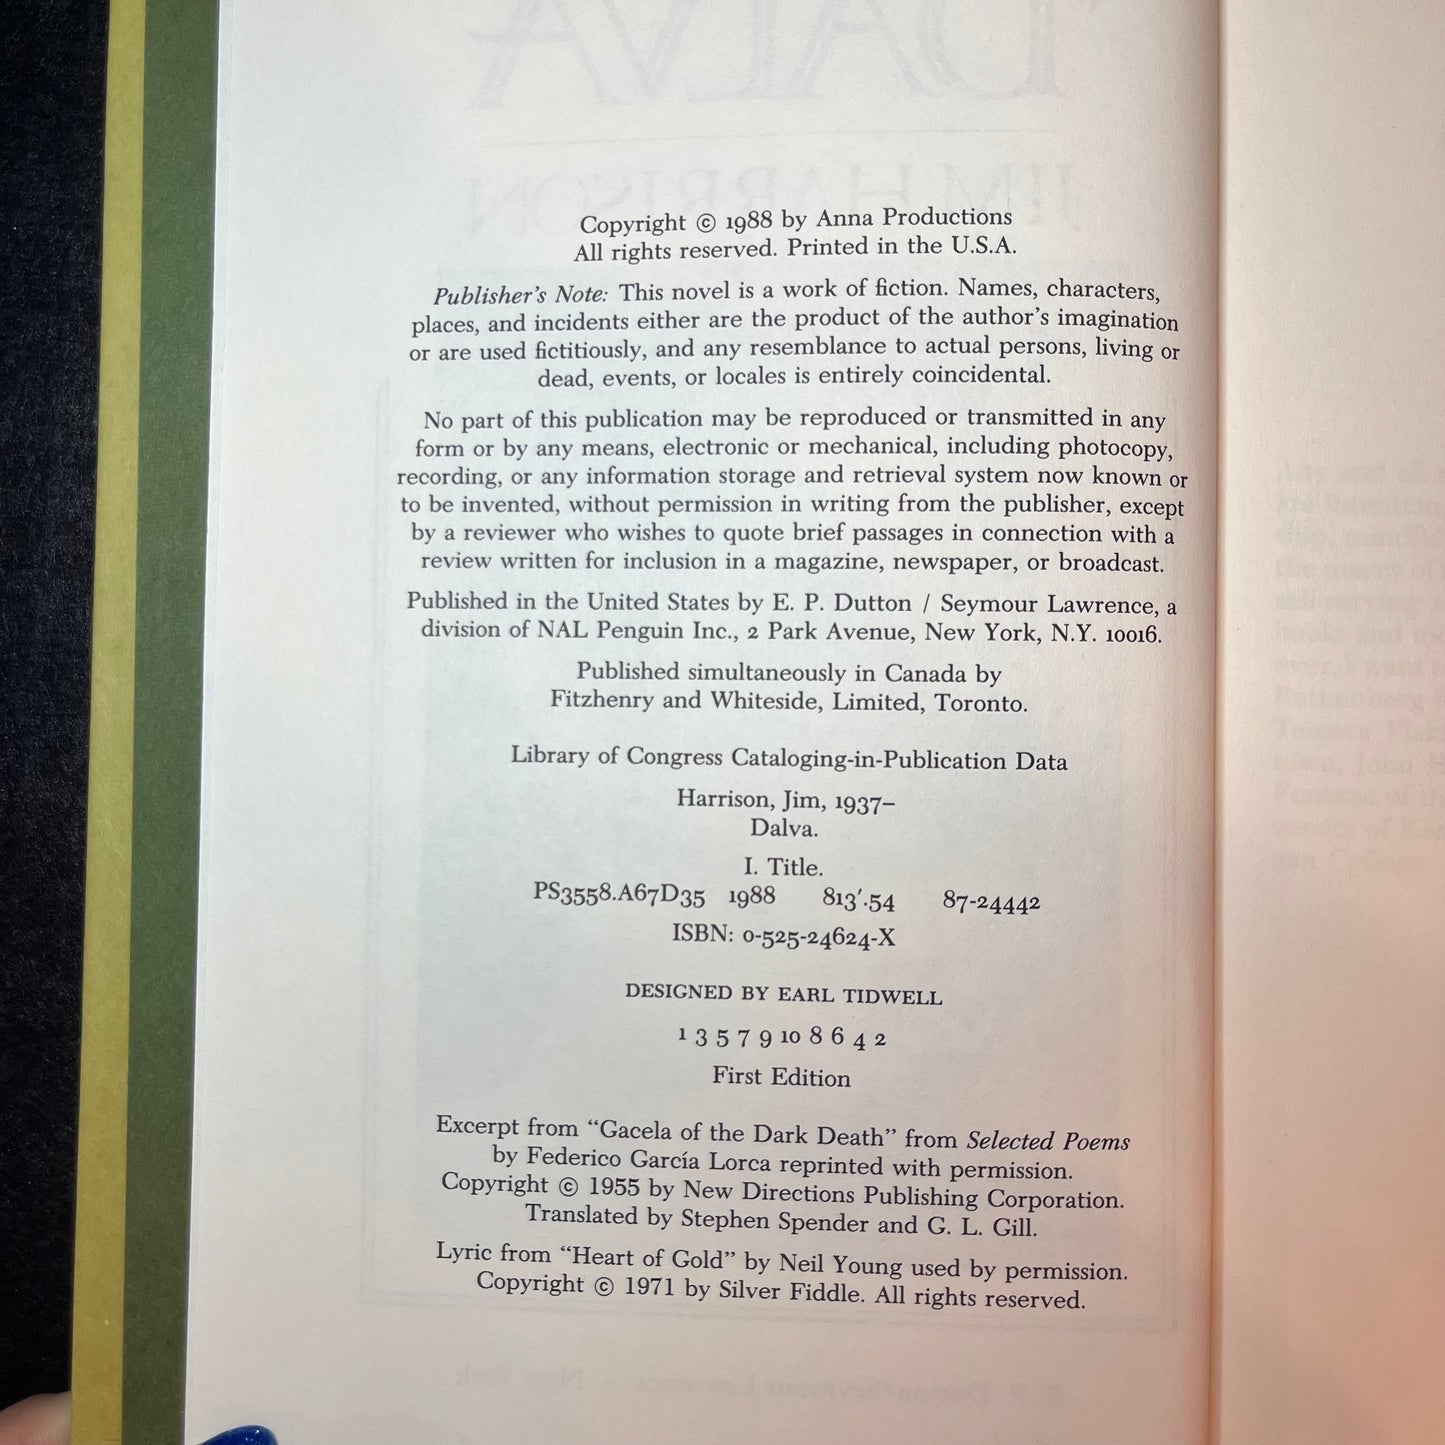 Copyright © 1988 by Anna Productions
All rights reserved. Printed in the U.S.A.
Publisher's Note: This novel is a work of fiction. Names, characters,
places, and incidents either are the product of the author's imagination
or are used fictitiously, and any resemblance to actual persons, living or
dead, events, or locales is entirely coincidental.
No part of this publication may be reproduced or transmitted in any
form or by any means, electronic or mechanical, including photocopy,
recording, or any information storage and retrieval system now known or
to be invented, without permission in writing from the publisher, except
by a reviewer who wishes to quote brief passages in connection with a
review written for inclusion in a magazine, newspaper, or broadcast.
Published in the United States by E. P. Dutton / Seymour Lawrence, a
division of NAL Penguin Inc., 2 Park Avenue, New York, N.Y. 10016.
Published simultaneously in Canada by
Fitzhenry and Whiteside, Limited, Toronto.
Library of Congress Cataloging-in-Publication Data
Harrison, Jim, 1937–
Dalva.
I. Title.
PS3558.A67D35 1988 813'.54 87-24442
ISBN: 0-525-24624-X
DESIGNED BY EARL TIDWELL
1 3 5 7 9 10 8 6 4 2
First Edition
Excerpt from “Gacela of the Dark Death” from Selected Poems
by Federico García Lorca reprinted with permission.
Copyright © 1955 by New Directions Publishing Corporation.
Translated by Stephen Spender and G. L. Gill.
Lyric from “Heart of Gold” by Neil Young used by permission.
Copyright © 1971 by Silver Fiddle. All rights reserved.